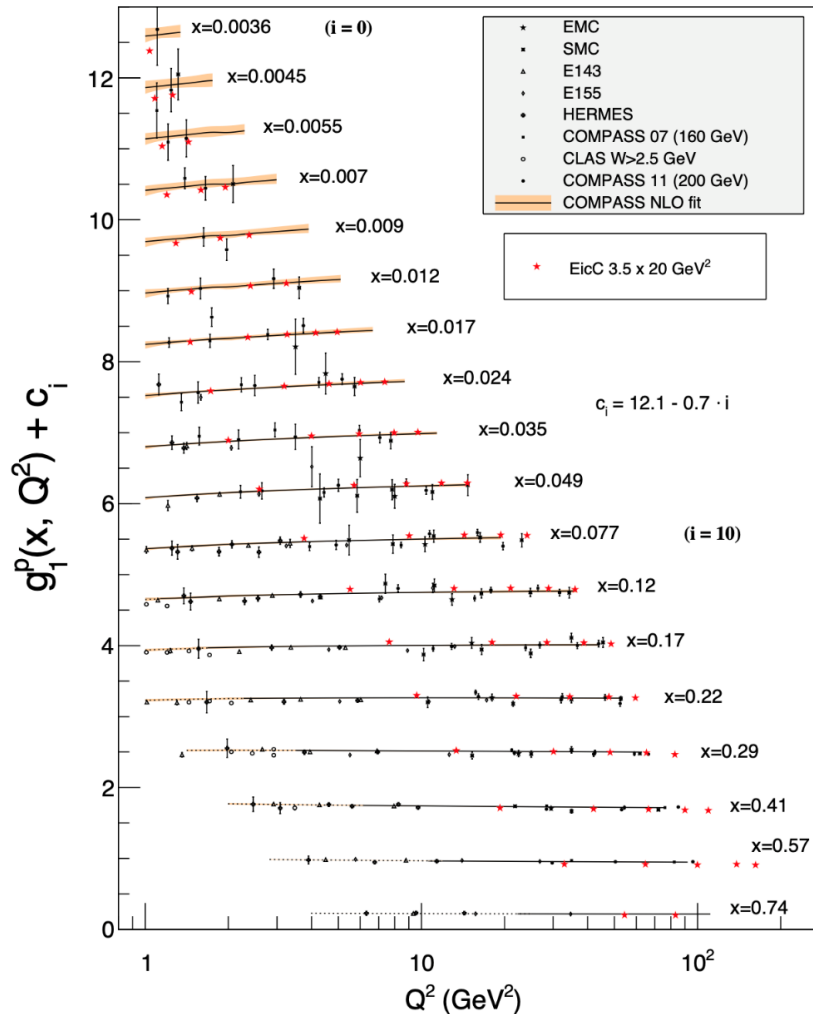 x=0.0036
(i = 0)
x=0.0045
x=0.0055
x=0.007
x=0.009
x=0.012
x=0.017
x=0.024
x=0.035
x=0.049
x=0.077
(i = 10)
x=0.12
x=0.17
x=0.22
x=0.29
x=0.41
x=0.57
x=0.74
EMC
SMC
E143
E155
HERMES
COMPASS 07 (160 GeV)
CLAS W>2.5 GeV
COMPASS 11 (200 GeV)
COMPASS NLO fit
EicC 3.5 x 20 GeV²
cᵢ = 12.1 - 0.7 · i
g₁ᵖ(x, Q²) + cᵢ
12
10
8
6
4
2
0
1
10
10²
Q² (GeV²)